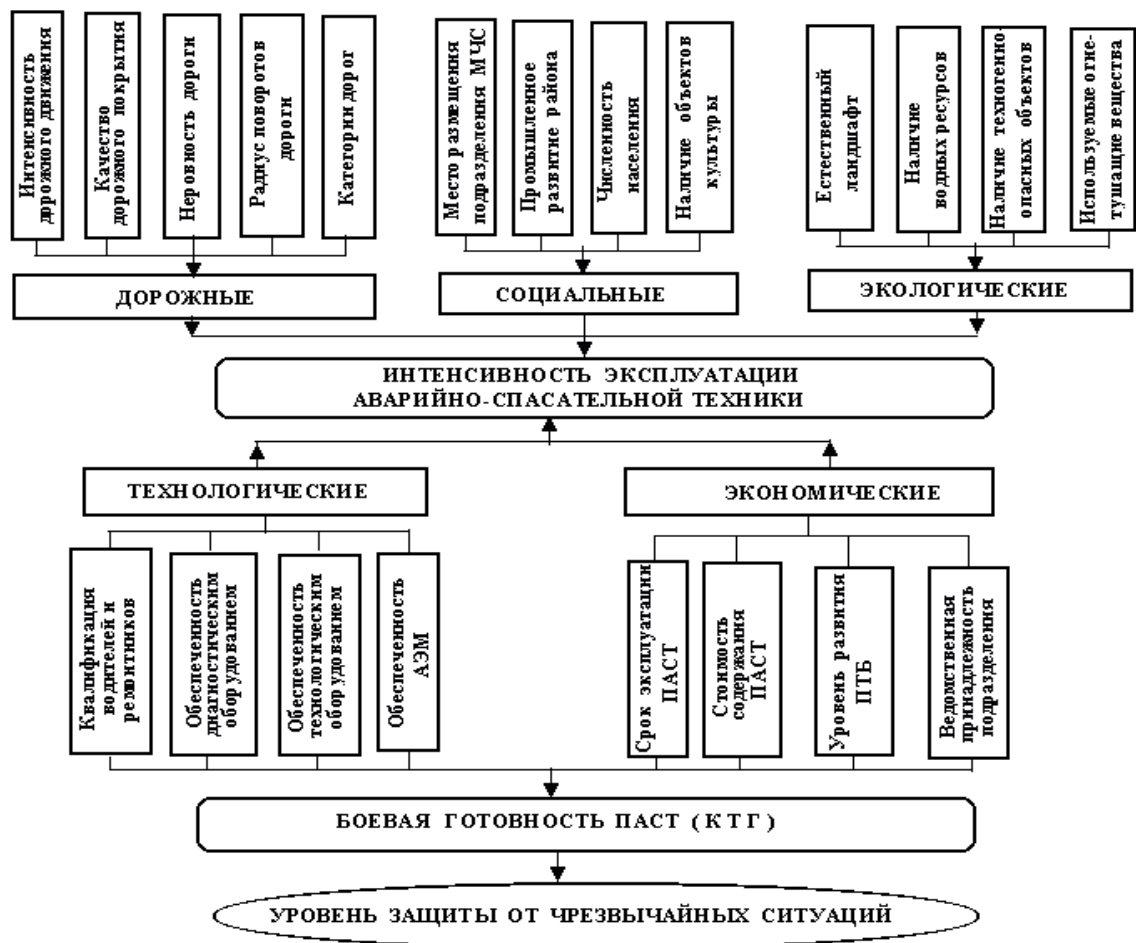 Интенсивность
дорожного движения
Качество
дорожного покрытия
Неровность дороги
Радиус поворотов
дороги
Категории дорог
Место размещения
подразделения МЧС
Промышленное
развитие района
Численность
населения
Наличие объектов
культуры
Естественный
ландшафт
Наличие
водных ресурсов
Наличие техногенно-
опасных объектов
Используемые огне-
тушащие вещества
ДОРОЖНЫЕ
СОЦИАЛЬНЫЕ
ЭКОЛОГИЧЕСКИЕ
ИНТЕНСИВНОСТЬ ЭКСПЛУАТАЦИИ
АВАРИЙНО-СПАСАТЕЛЬНОЙ ТЕХНИКИ
ТЕХНОЛОГИЧЕСКИЕ
ЭКОНОМИЧЕСКИЕ
Квалификация
водителей и
ремонтников
Обеспеченность
диагностическим
оборудованием
Обеспеченность
технологическим
оборудованием
Обеспеченность
АЭМ
Срок эксплуатации
ПАСТ
Стоимость
содержания
ПАСТ
Уровень развития
ПТБ
Ведомственная
принадлежность
подразделения
БОЕВАЯ ГОТОВНОСТЬ ПАСТ (КТГ)
УРОВЕНЬ ЗАЩИТЫ ОТ ЧРЕЗВЫЧАЙНЫХ СИТУАЦИЙ